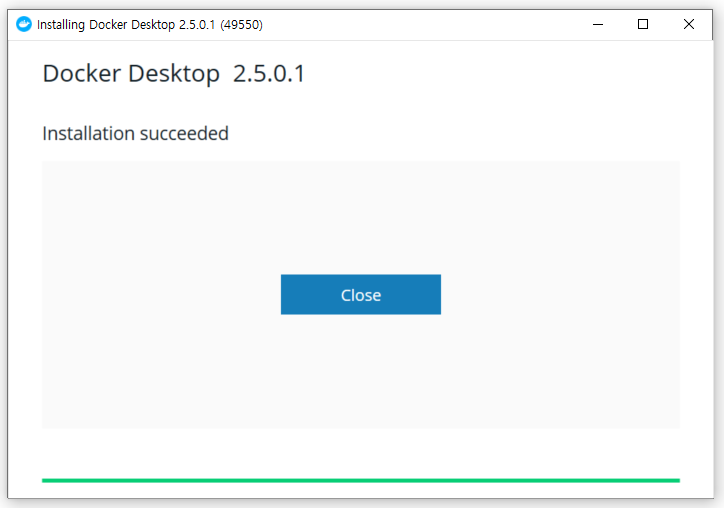 Installing Docker Desktop 2.5.0.1 (49550)
Docker Desktop 2.5.0.1
Installation succeeded
Close